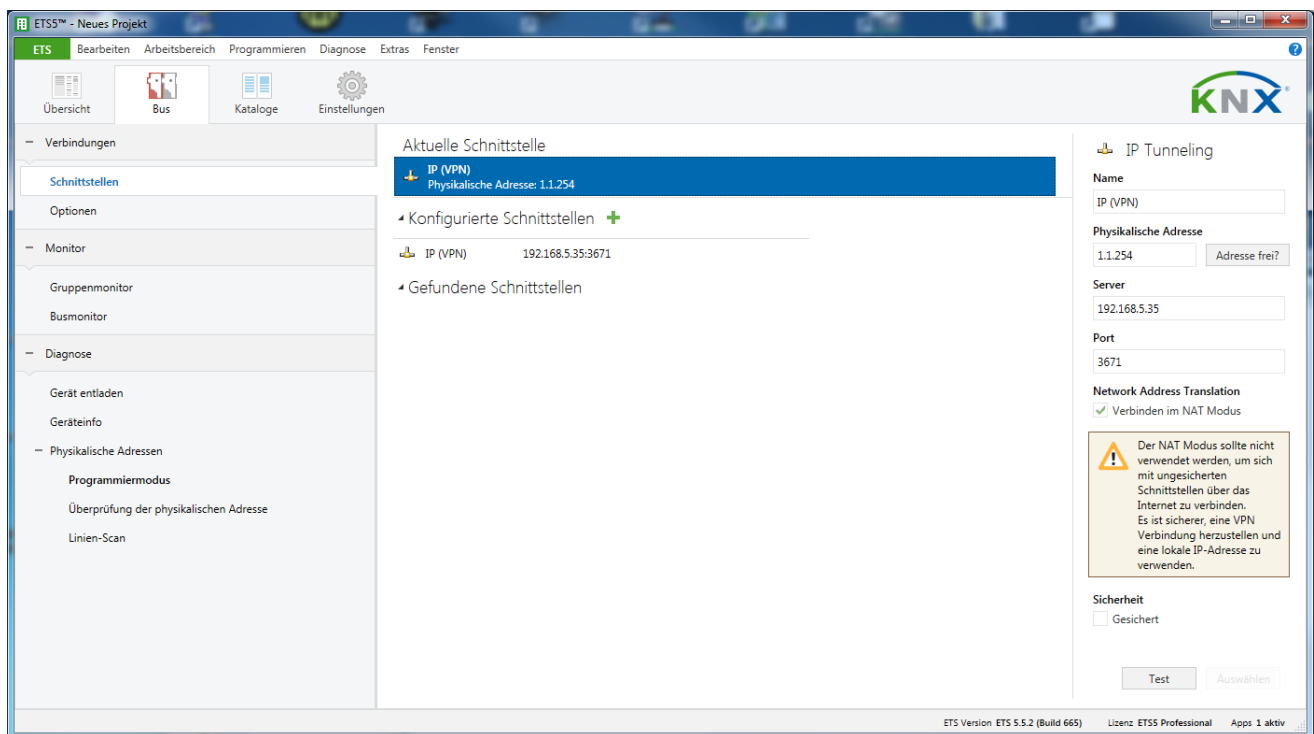 ETS5™ - Neues Projekt
ETS Bearbeiten Arbeitsbereich Programmieren Diagnose Extras Fenster
Übersicht Bus Kataloge Einstellungen
KNX
Verbindungen
Schnittstellen
Optionen
Monitor
Gruppenmonitor
Busmonitor
Diagnose
Gerät entladen
Geräteinfo
Physikalische Adressen
Programmiermodus
Überprüfung der physikalischen Adresse
Linien-Scan
Aktuelle Schnittstelle
IP (VPN)
Physikalische Adresse: 1.1.254
Konfigurierte Schnittstellen
IP (VPN) 192.168.5.35:3671
Gefundene Schnittstellen
IP Tunneling
Name
IP (VPN)
Physikalische Adresse
1.1.254 Adresse frei?
Server
192.168.5.35
Port
3671
Network Address Translation
Verbinden im NAT Modus
Der NAT Modus sollte nicht
verwendet werden, um sich
mit ungesicherten
Schnittstellen über das
Internet zu verbinden.
Es ist sicherer, eine VPN
Verbindung herzustellen und
eine lokale IP-Adresse zu
verwenden.
Sicherheit
Gesichert
Test Auswählen
ETS Version ETS 5.5.2 (Build 665) Lizenz ETS5 Professional Apps 1 aktiv